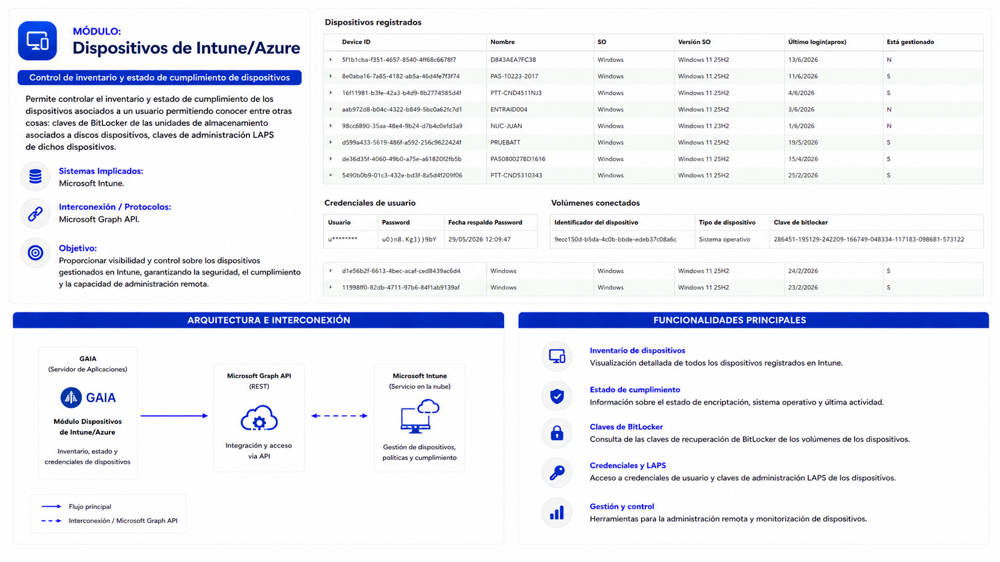 MÓDULO:
Dispositivos de Intune/Azure
Control de inventario y estado de cumplimiento de dispositivos
Permite controlar el inventario y estado de cumplimiento de los
dispositivos asociados a un usuario permitiendo conocer entre otras
cosas: claves de BitLocker de las unidades de almacenamiento
asociados a discos dispositivos, claves de administración LAPS
de dichos dispositivos.
Sistemas Implicados:
Microsoft Intune.
Interconexión / Protocolos:
Microsoft Graph API.
Objetivo:
Proporcionar visibilidad y control sobre los dispositivos
gestionados en Intune, garantizando la seguridad, el cumplimiento
y la capacidad de administración remota.
Dispositivos registrados
Device ID Nombre SO Versión SO Último login(aprox) Está gestionado
5f1b1cba-f351-4657-8540-4ff68c6678f7 D843AEA7FC38 Windows Windows 11 25H2 13/6/2026 N
8e0aba16-7a85-4182-ab5a-46d4fe7f3f74 PAS-10223-2017 Windows Windows 11 25H2 11/6/2026 S
16f11981-b3fe-42a3-b4d9-8b2774585d4f PTT-CND4511NJ3 Windows Windows 11 25H2 4/6/2026 S
aab972d8-b04c-4322-b849-5bc0a62fc7d1 ENTRAID004 Windows Windows 11 25H2 3/6/2026 N
98cc6890-35aa-48e4-9b24-d7b4c0efd3a9 NUC-JUAN Windows Windows 11 23H2 1/6/2026 N
d599a433-5619-486f-a592-256c9622424f PRUEBATT Windows Windows 11 25H2 19/5/2026 S
de36d35f-4060-49b0-a75e-a61820f2fb5b PAS080027BD1616 Windows Windows 11 25H2 15/4/2026 S
5490b0b9-01c3-432e-bd3f-8a5d4f209f06 PTT-CND5310343 Windows Windows 11 25H2 25/2/2026 S
Credenciales de usuario
Usuario Password Fecha respaldo Password
u******** u0)n8.Kg])}9bY 29/05/2026 12:09:47
Volúmenes conectados
Identificador del dispositivo Tipo de dispositivo Clave de bitlocker
9ecc150d-b5da-4c0b-bbde-edeb37c08a6c Sistema operativo 286451-195129-242209-166749-048334-117183-098681-573122
d1e56b2f-6613-4bec-acaf-ced8439ac6d4 Windows Windows Windows 11 25H2 24/2/2026 S
11998ff0-82db-4711-97b6-84f1ab9139af Windows Windows Windows 11 25H2 23/2/2026 S
ARQUITECTURA E INTERCONEXIÓN
GAIA
(Servidor de Aplicaciones)
GAIA
Módulo Dispositivos
de Intune/Azure
Inventario, estado y
credenciales de dispositivos
Microsoft Graph API
(REST)
Integración y acceso
via API
Microsoft Intune
(Servicio en la nube)
Gestión de dispositivos,
políticas y cumplimiento
Flujo principal
Interconexión / Microsoft Graph API
FUNCIONALIDADES PRINCIPALES
Inventario de dispositivos
Visualización detallada de todos los dispositivos registrados en Intune.
Estado de cumplimiento
Información sobre el estado de encriptación, sistema operativo y última actividad.
Claves de BitLocker
Consulta de las claves de recuperación de BitLocker de los volúmenes de los dispositivos.
Credenciales y LAPS
Acceso a credenciales de usuario y claves de administración LAPS de los dispositivos.
Gestión y control
Herramientas para la administración remota y monitorización de dispositivos.